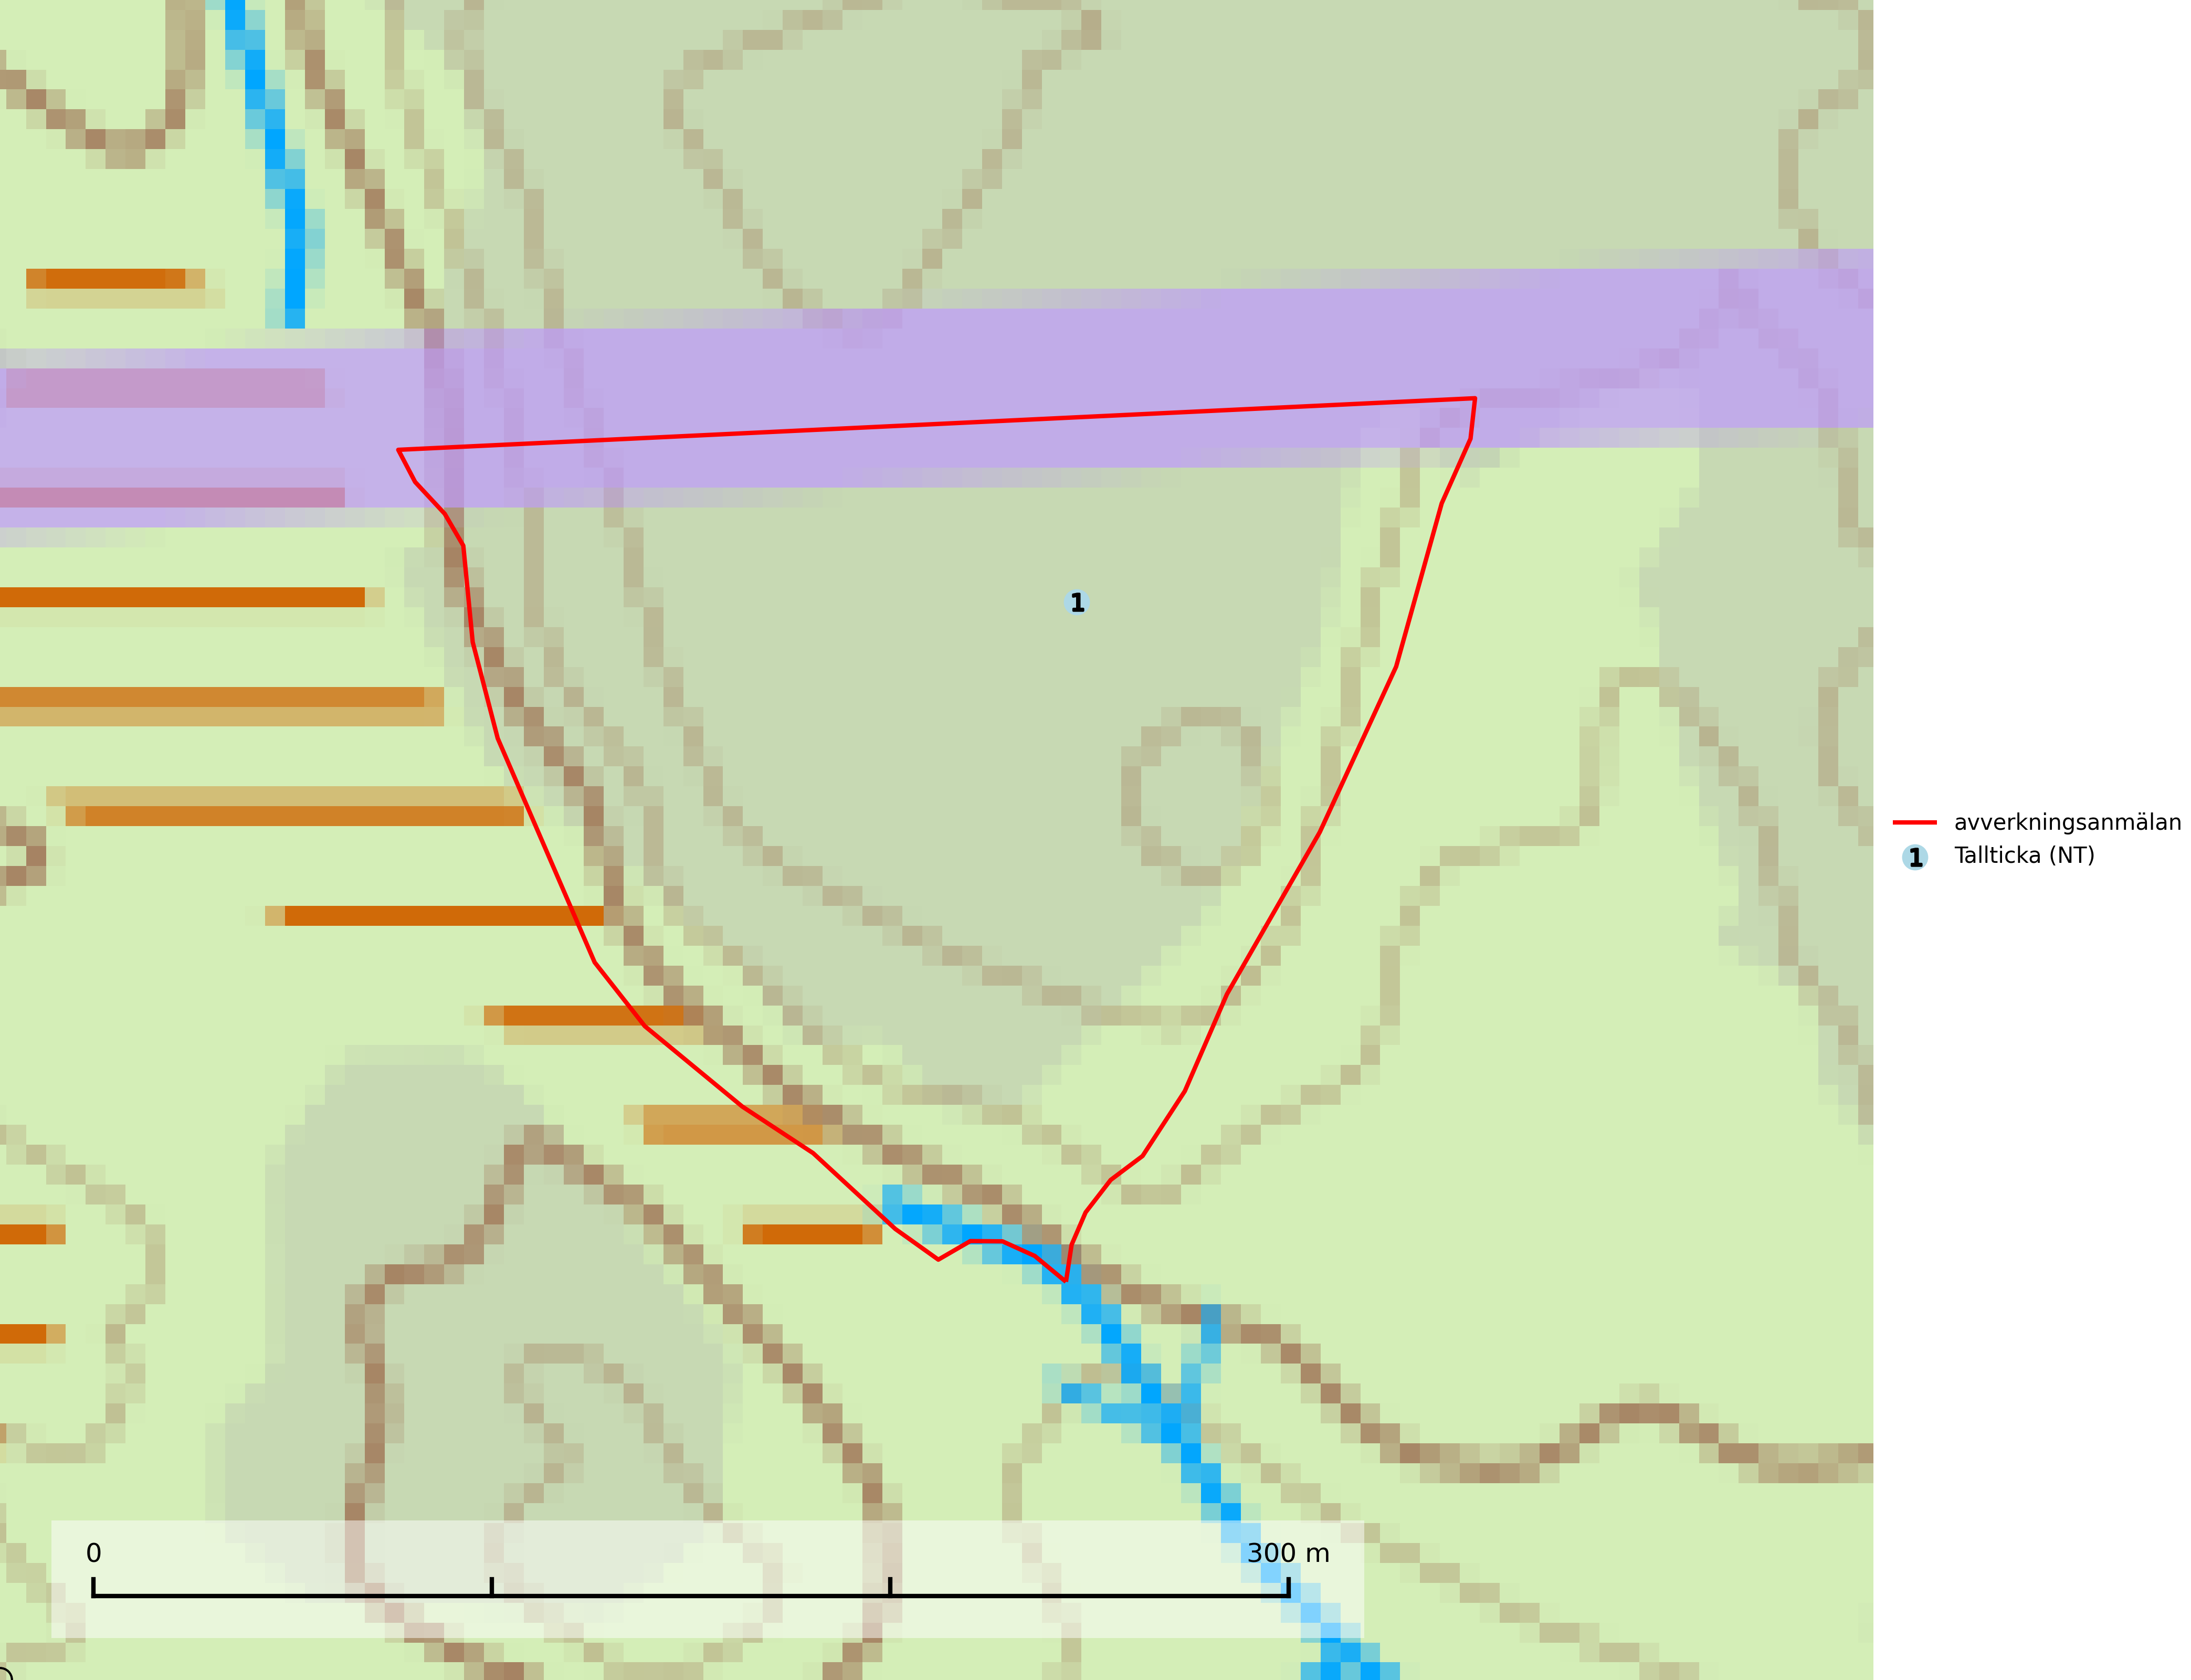 1
avverkningsanmälan
1 Tallticka (NT)
0 300 m